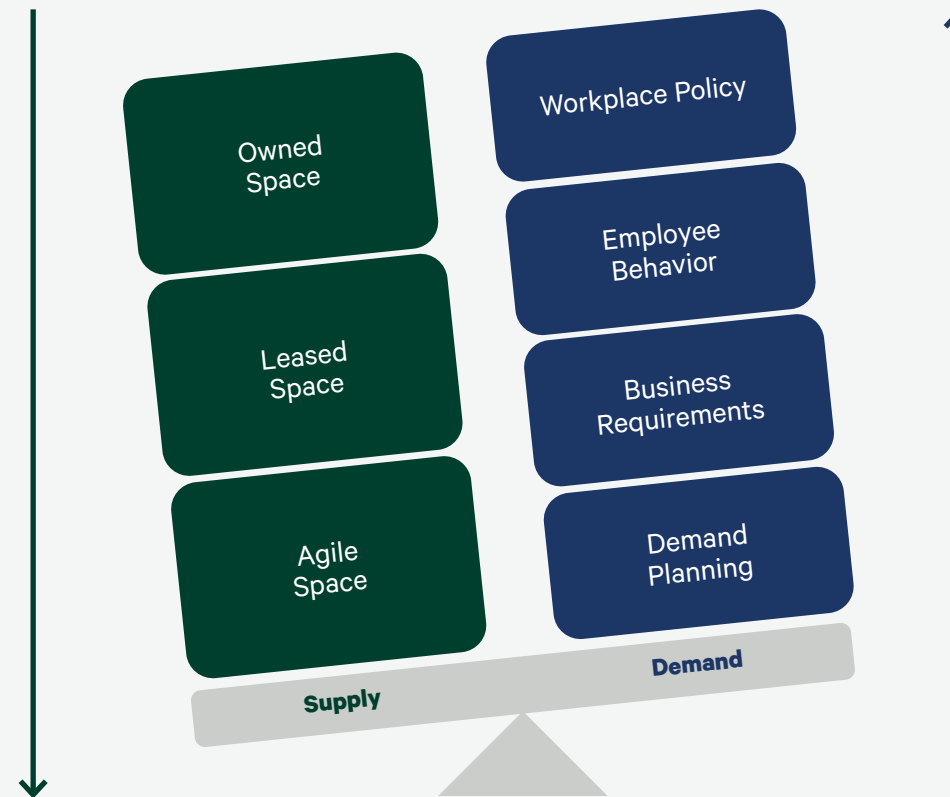 Owned
Space
Leased
Space
Agile
Space
Supply
Workplace Policy
Employee
Behavior
Business
Requirements
Demand
Planning
Demand